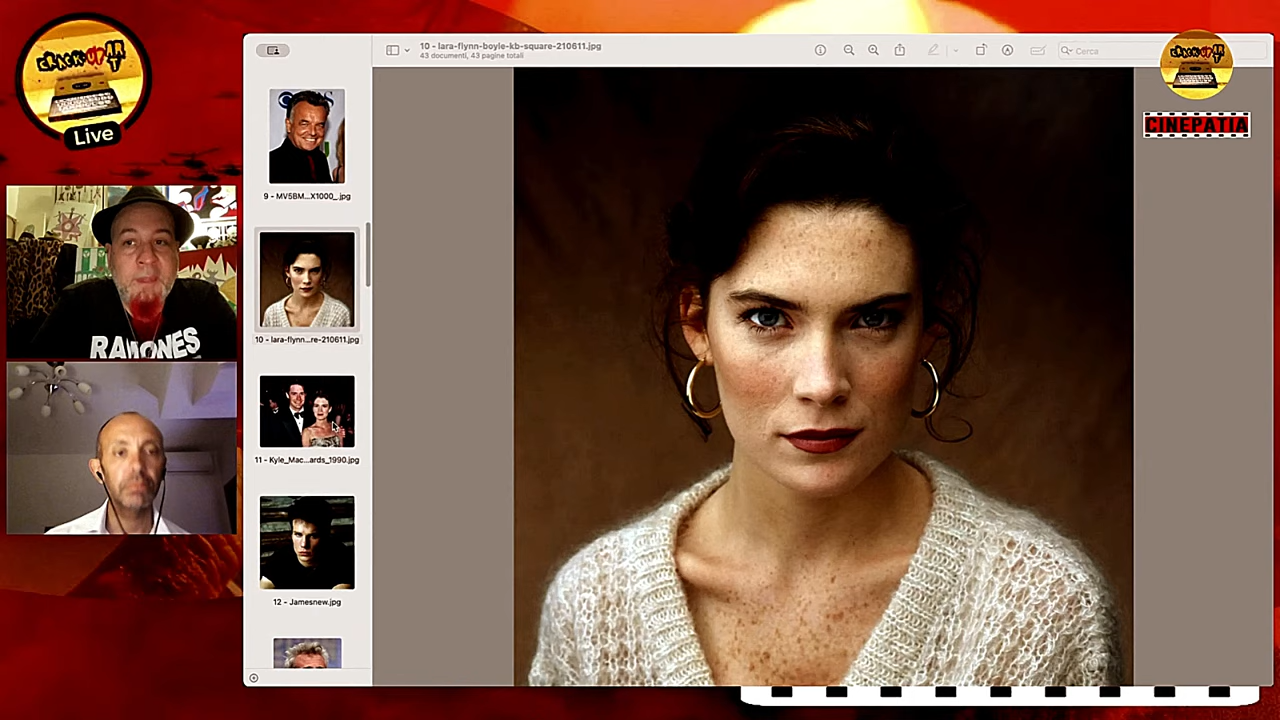 CRACK-UP ART
Live
10 - lara-flynn-boyle-kb-square-210611.jpg
43 documenti, 43 pagine totali
Cerca
CINEPATIA
9 - MV5BM...X1000_.jpg
RAMONES
10 - lara-flynn...re-210611.jpg
11 - Kyle_Mac...ards_1990.jpg
12 - Jamesnew.jpg